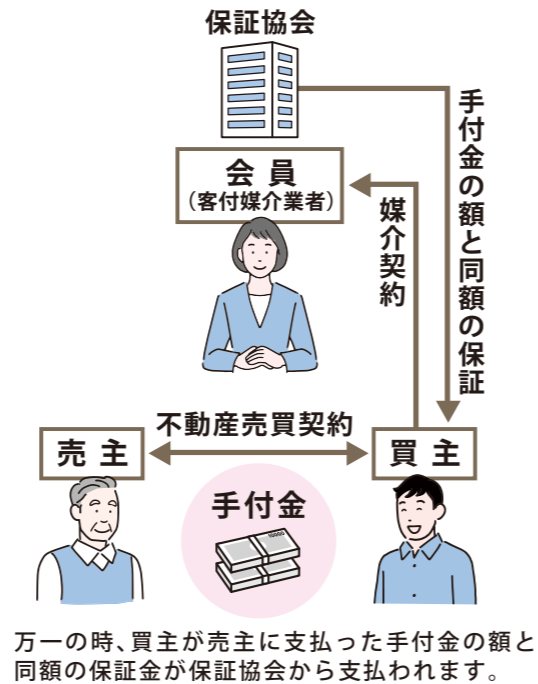 保証協会
会員
（客付媒介業者）
手付金の額と同額の保証
媒介契約
不動産売買契約
売主
買主
手付金
10000
万一の時、買主が売主に支払った手付金の額と
同額の保証金が保証協会から支払われます。